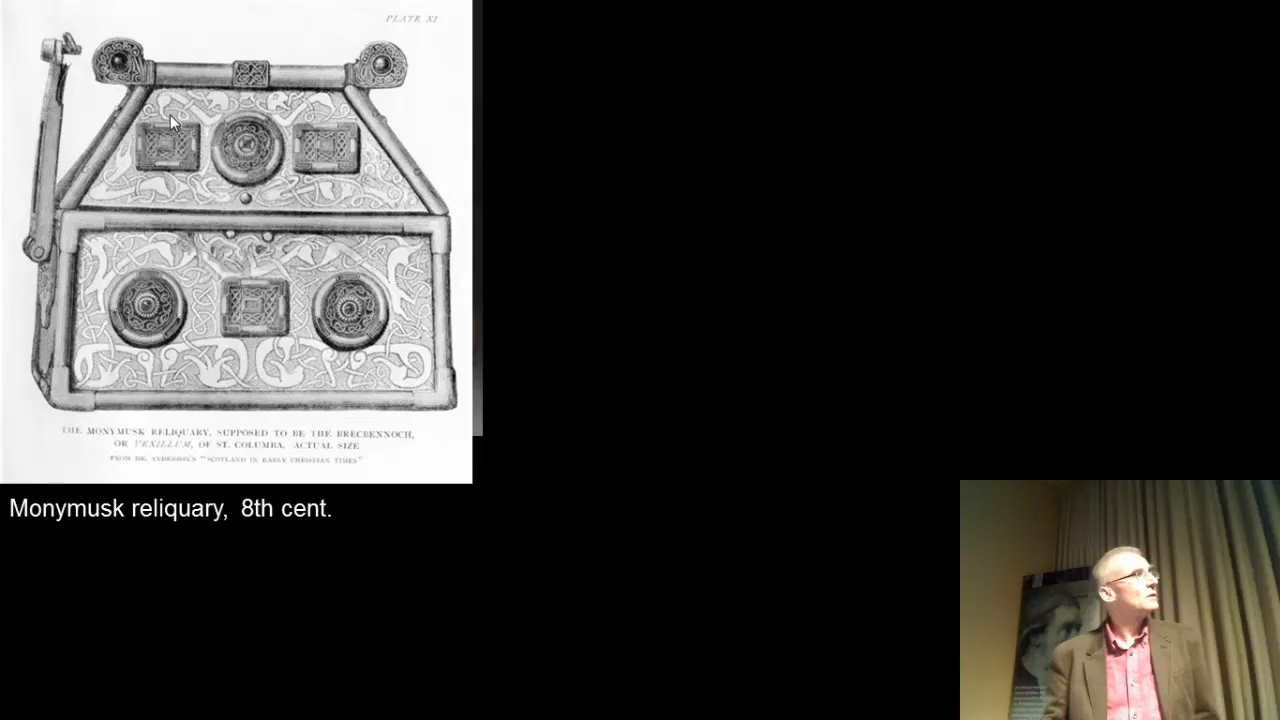 PLATE XI
THE MONYMUSK RELIQUARY, SUPPOSED TO BE THE BRECBENNOCH,
OR VEXILLUM, OF ST. COLUMBA. ACTUAL SIZE
FROM DR. ANDERSON'S "SCOTLAND IN EARLY CHRISTIAN TIMES"
Monymusk reliquary, 8th cent.